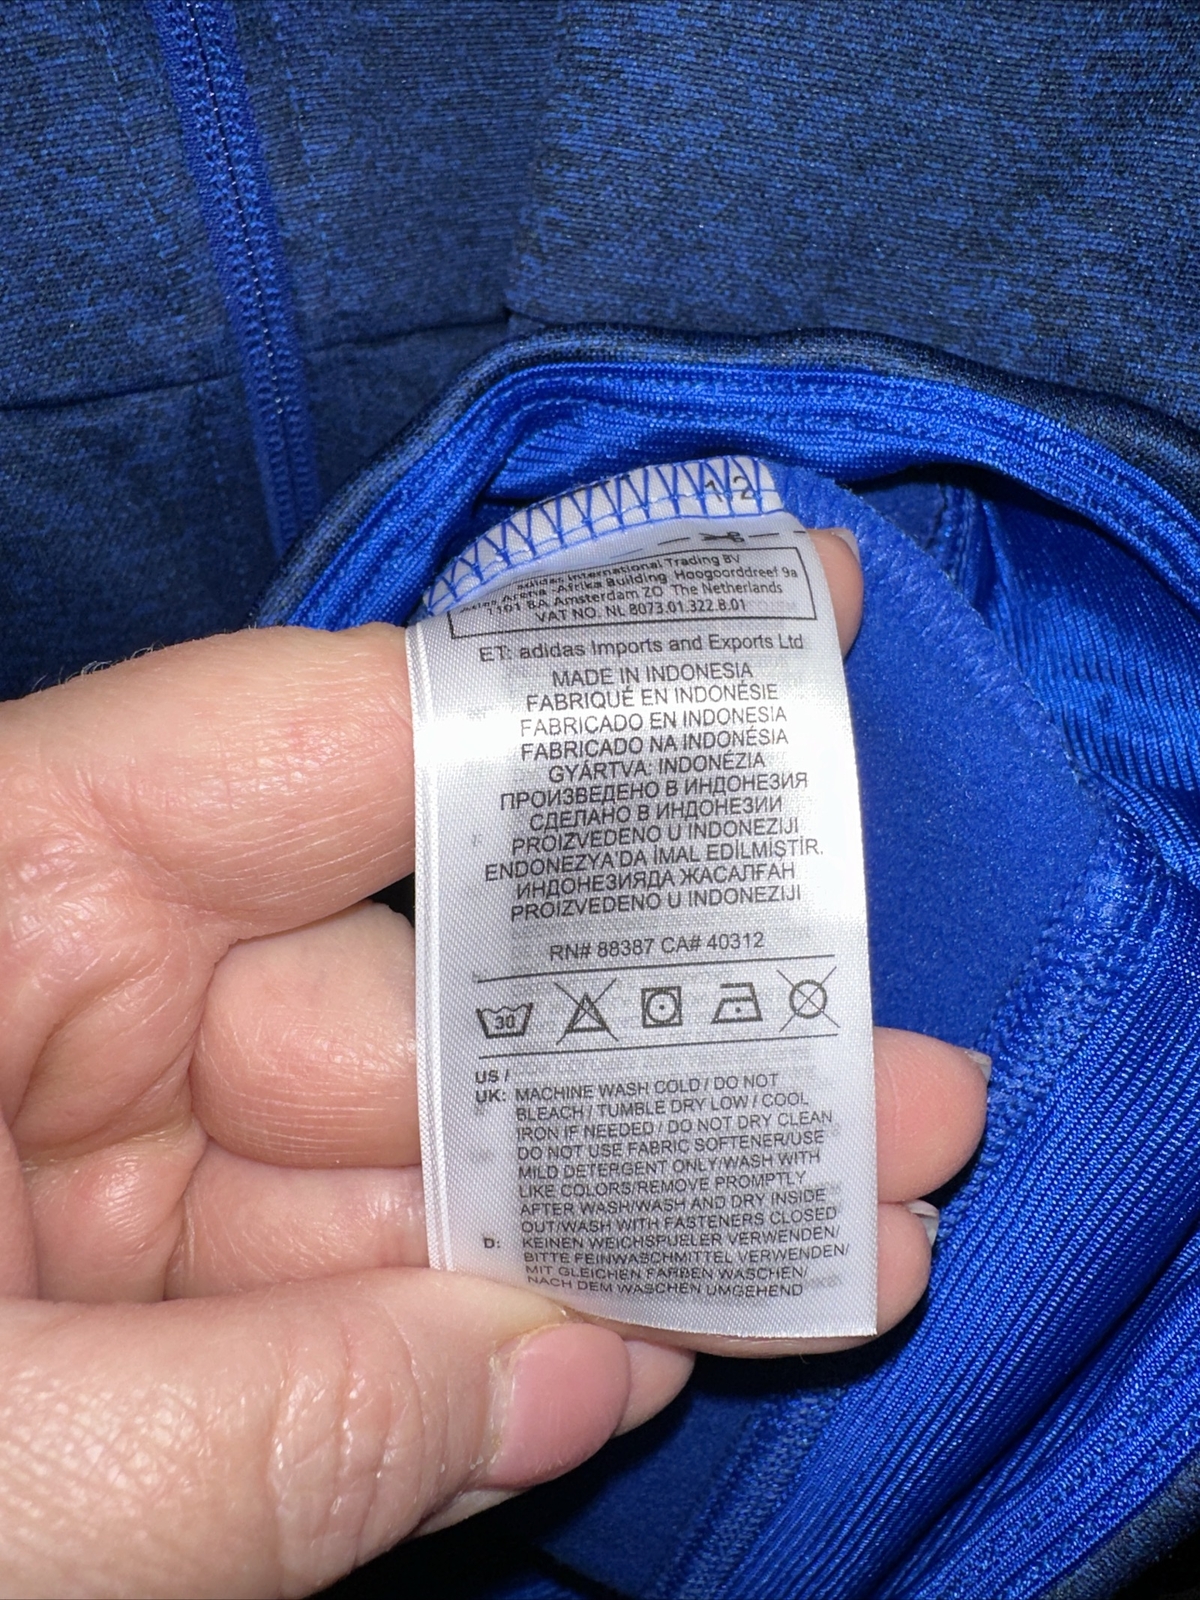 1.2
adidas International Trading BV
Arena -Afrika Building Hoogoorddreef 9a
1101 BA Amsterdam ZO The Netherlands
VAT NO. NL 8073.01.322.B.01
ET: adidas Imports and Exports Ltd
MADE IN INDONESIA
FABRIQUÉ EN INDONÉSIE
FABRICADO EN INDONESIA
FABRICADO NA INDONÉSIA
GYÁRTVA: INDONÉZIA
ПРОИЗВЕДЕНО В ИНДОНЕЗИЯ
СДЕЛАНО В ИНДОНЕЗИИ
PROIZVEDENO U INDONEZIJI
ENDONEZYA'DA İMAL EDİLMİŞTİR.
ИНДОНЕЗИЯДА ЖАСАЛҒАН
PROIZVEDENO U INDONEZIJI
RN# 88387 CA# 40312
30
US /
UK: MACHINE WASH COLD / DO NOT
BLEACH / TUMBLE DRY LOW / COOL
IRON IF NEEDED / DO NOT DRY CLEAN
DO NOT USE FABRIC SOFTENER/USE
MILD DETERGENT ONLY/WASH WITH
LIKE COLORS/REMOVE PROMPTLY
AFTER WASH/WASH AND DRY INSIDE
OUT/WASH WITH FASTENERS CLOSED
D: KEINEN WEICHSPUELER VERWENDEN/
BITTE FEINWASCHMITTEL VERWENDEN/
MIT GLEICHEN FARBEN WASCHEN/
NACH DEM WASCHEN UMGEHEND